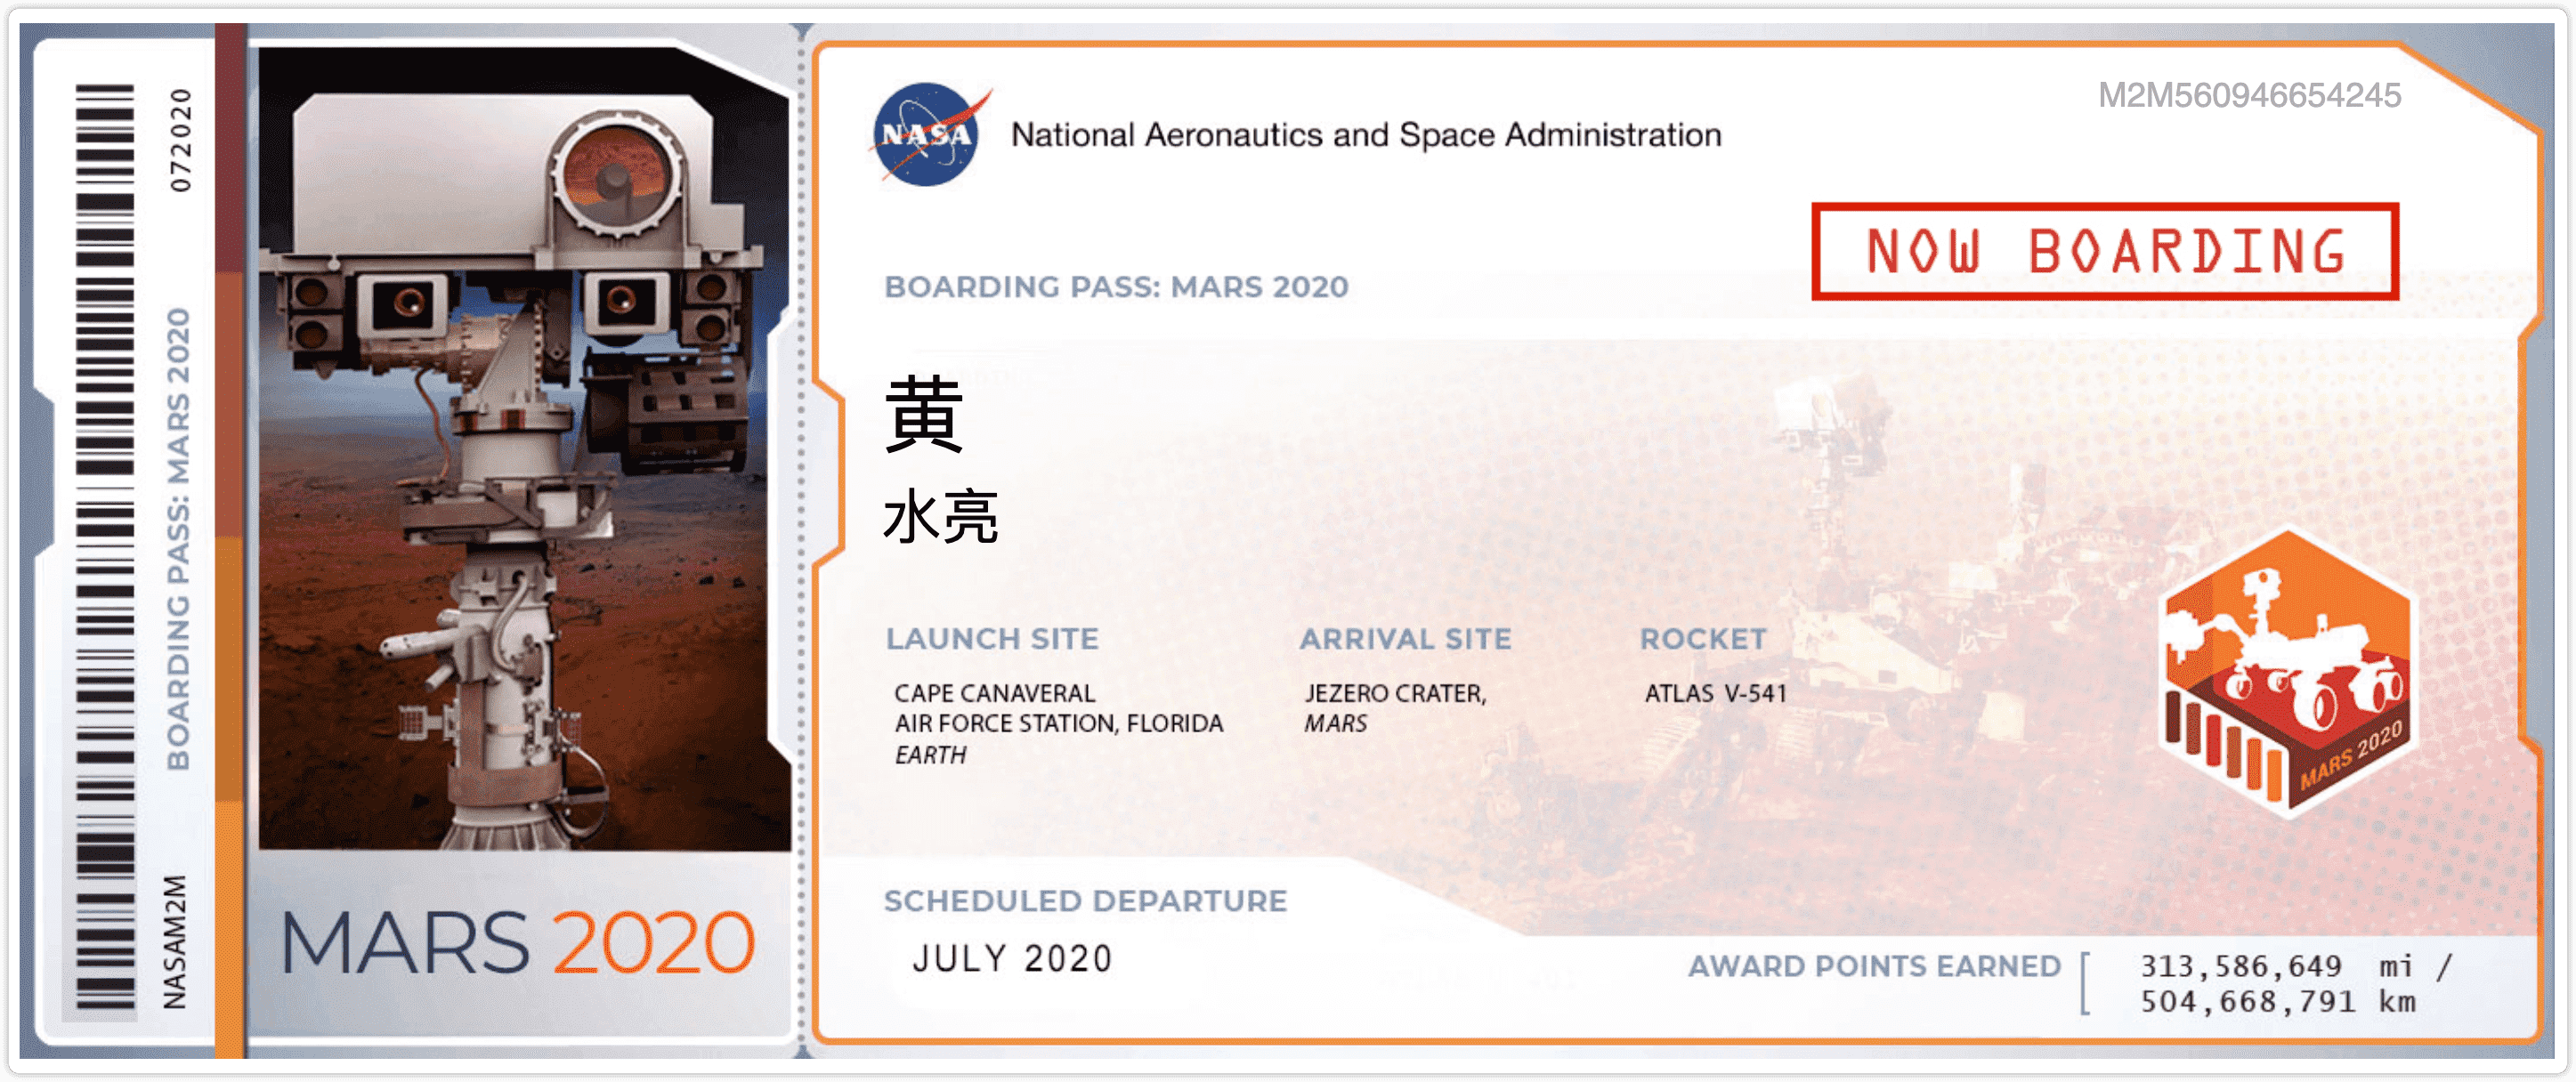 072020
BOARDING PASS: MARS 2020
NASAM2M
MARS 2020
NASA
National Aeronautics and Space Administration
M2M560946654245
NOW BOARDING
BOARDING PASS: MARS 2020
黄
水亮
LAUNCH SITE
CAPE CANAVERAL
AIR FORCE STATION, FLORIDA
EARTH
ARRIVAL SITE
JEZERO CRATER,
MARS
ROCKET
ATLAS V-541
MARS 2020
SCHEDULED DEPARTURE
JULY 2020
AWARD POINTS EARNED
313,586,649 mi /
504,668,791 km